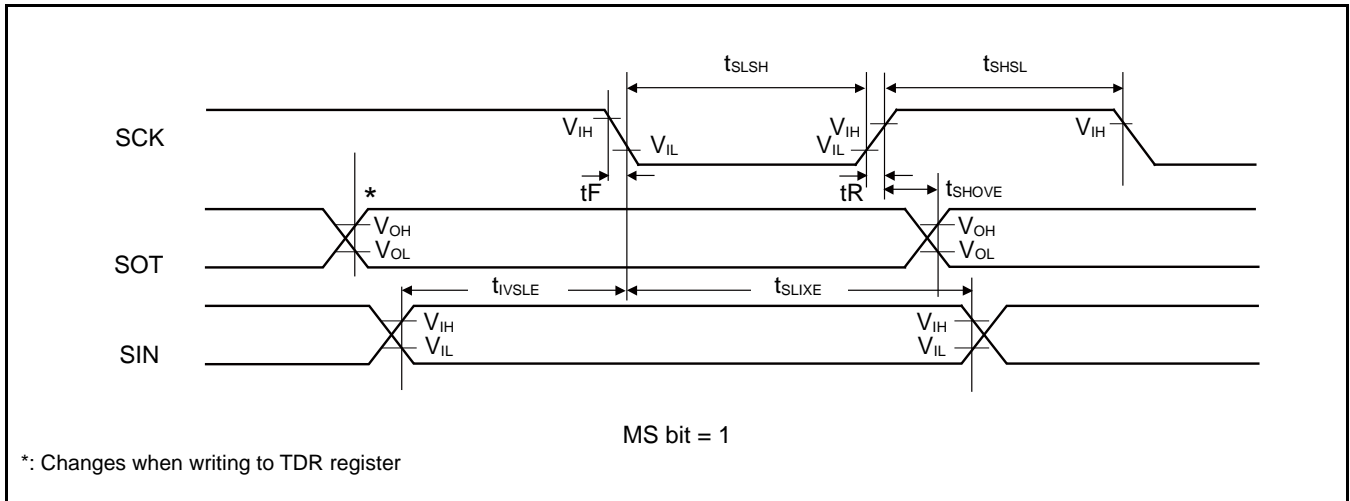 tSLSH tSHSL
SCK VIH VIL VIL VIH VIH
tF tR tSHOVE
*
SOT VOH VOL VOH VOL
tIVSLE tSLIXE
SIN VIH VIL VIH VIL
MS bit = 1
*: Changes when writing to TDR register